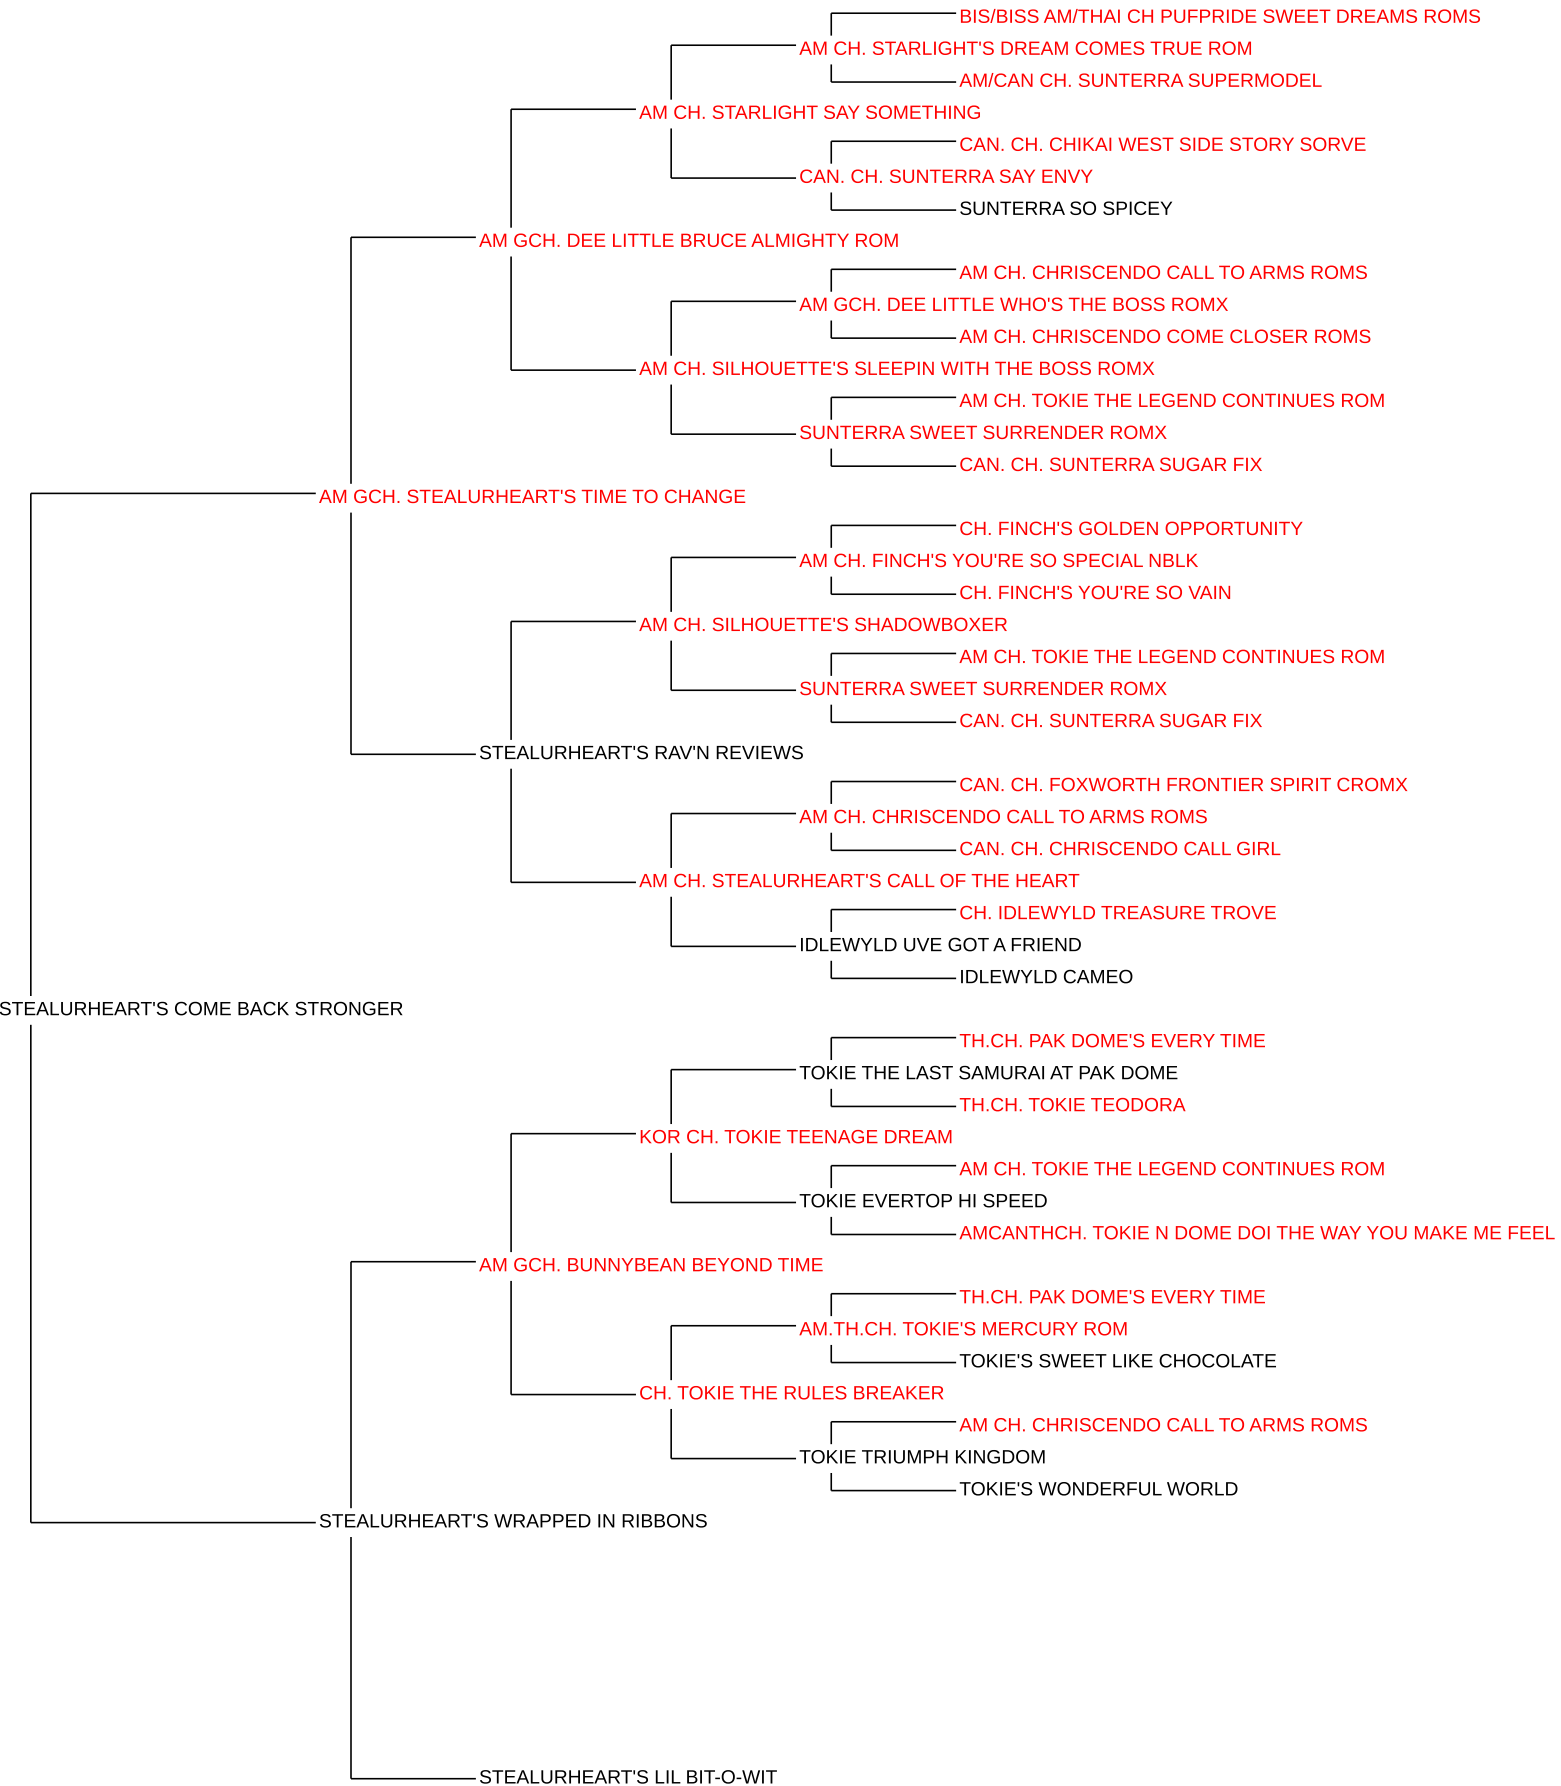 BIS/BISS AM/THAI CH PUFPRIDE SWEET DREAMS ROMS
AM CH. STARLIGHT'S DREAM COMES TRUE ROM
AM/CAN CH. SUNTERRA SUPERMODEL
AM CH. STARLIGHT SAY SOMETHING
CAN. CH. CHIKAI WEST SIDE STORY SORVE
CAN. CH. SUNTERRA SAY ENVY
SUNTERRA SO SPICEY
AM GCH. DEE LITTLE BRUCE ALMIGHTY ROM
AM CH. CHRISCENDO CALL TO ARMS ROMS
AM GCH. DEE LITTLE WHO'S THE BOSS ROMX
AM CH. CHRISCENDO COME CLOSER ROMS
AM CH. SILHOUETTE'S SLEEPIN WITH THE BOSS ROMX
AM CH. TOKIE THE LEGEND CONTINUES ROM
SUNTERRA SWEET SURRENDER ROMX
CAN. CH. SUNTERRA SUGAR FIX
AM GCH. STEALURHEART'S TIME TO CHANGE
CH. FINCH'S GOLDEN OPPORTUNITY
AM CH. FINCH'S YOU'RE SO SPECIAL NBLK
CH. FINCH'S YOU'RE SO VAIN
AM CH. SILHOUETTE'S SHADOWBOXER
AM CH. TOKIE THE LEGEND CONTINUES ROM
SUNTERRA SWEET SURRENDER ROMX
CAN. CH. SUNTERRA SUGAR FIX
STEALURHEART'S RAV'N REVIEWS
CAN. CH. FOXWORTH FRONTIER SPIRIT CROMX
AM CH. CHRISCENDO CALL TO ARMS ROMS
CAN. CH. CHRISCENDO CALL GIRL
AM CH. STEALURHEART'S CALL OF THE HEART
CH. IDLEWYLD TREASURE TROVE
IDLEWYLD UVE GOT A FRIEND
IDLEWYLD CAMEO
STEALURHEART'S COME BACK STRONGER
TH.CH. PAK DOME'S EVERY TIME
TOKIE THE LAST SAMURAI AT PAK DOME
TH.CH. TOKIE TEODORA
KOR CH. TOKIE TEENAGE DREAM
AM CH. TOKIE THE LEGEND CONTINUES ROM
TOKIE EVERTOP HI SPEED
AMCANTHCH. TOKIE N DOME DOI THE WAY YOU MAKE ME FEEL
AM GCH. BUNNYBEAN BEYOND TIME
TH.CH. PAK DOME'S EVERY TIME
AM.TH.CH. TOKIE'S MERCURY ROM
TOKIE'S SWEET LIKE CHOCOLATE
CH. TOKIE THE RULES BREAKER
AM CH. CHRISCENDO CALL TO ARMS ROMS
TOKIE TRIUMPH KINGDOM
TOKIE'S WONDERFUL WORLD
STEALURHEART'S WRAPPED IN RIBBONS
STEALURHEART'S LIL BIT-O-WIT